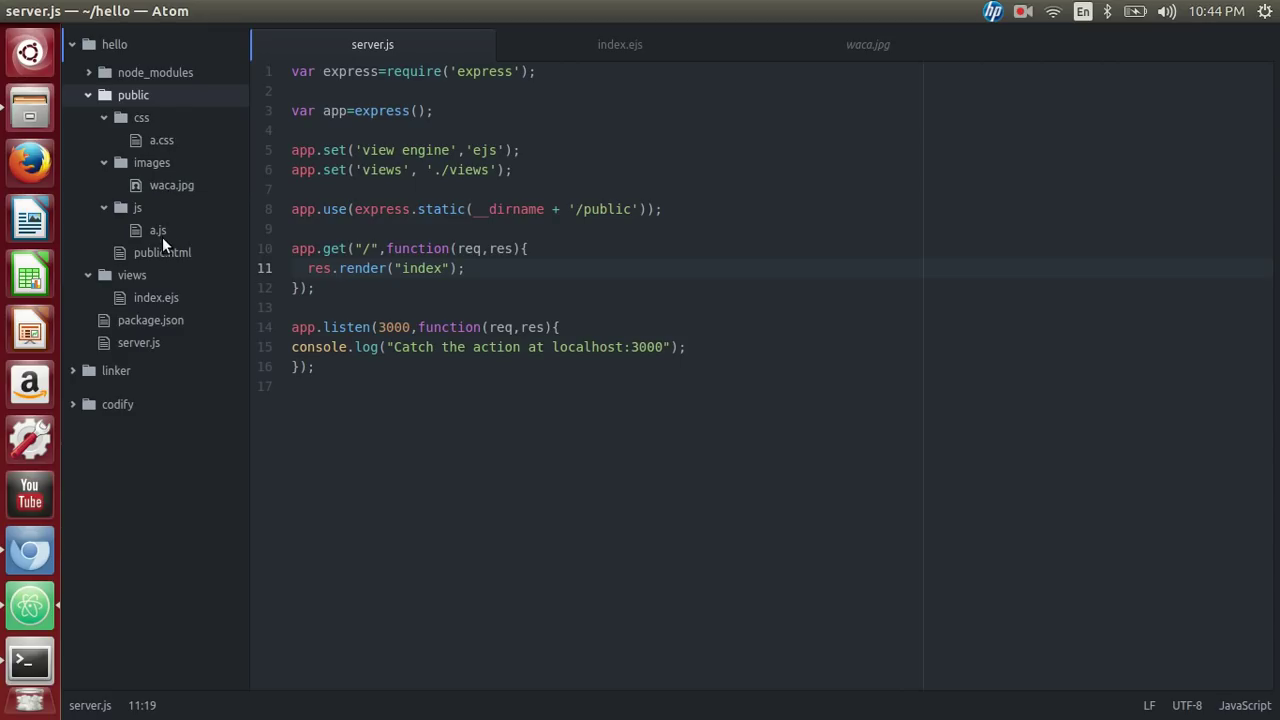 server.js — ~/hello — Atom
hp
En
10:44 PM
hello
node_modules
public
css
a.css
images
waca.jpg
js
a.js
public.html
views
index.ejs
package.json
server.js
linker
codify
a
You
Tube
>_
server.js
index.ejs
waca.jpg
1 var express=require('express');
2
3 var app=express();
4
5 app.set('view engine','ejs');
6 app.set('views', './views');
7
8 app.use(express.static(__dirname + '/public'));
9
10 app.get("/",function(req,res){
11 res.render("index");
12 });
13
14 app.listen(3000,function(req,res){
15 console.log("Catch the action at localhost:3000");
16 });
17
server.js 11:19
LF UTF-8 JavaScript